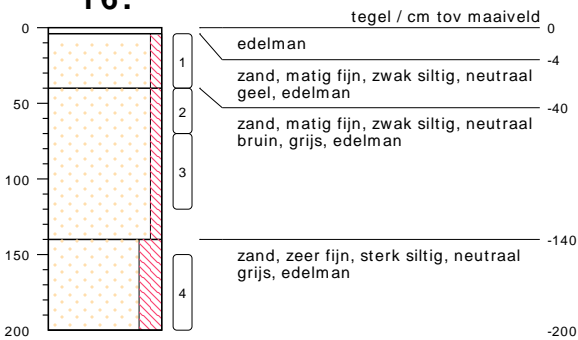 16.
tegel / cm tov maaiveld
0
0
edelman
-4
zand, matig fijn, zwak siltig, neutraal
geel, edelman
1
50
-40
2
zand, matig fijn, zwak siltig, neutraal
bruin, grijs, edelman
3
100
-140
150
zand, zeer fijn, sterk siltig, neutraal
grijs, edelman
4
200
-200